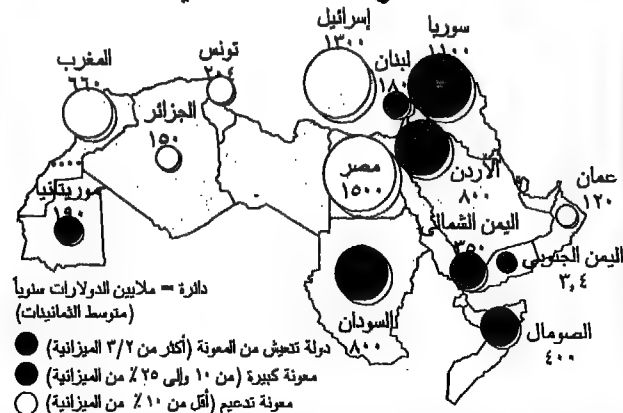 إسرائيل
١٣٠٠
سوريا
١١٠٠
تونس
٢٠٤
لبنان
١٨٠
المغرب
٦٦٠
الجزائر
١٥٠
مصر
١٥٠٠
الأردن
٨٠٠
عمان
١٢٠
موريتانيا
١٩٠
اليمن الشمالى
٣٥٠
اليمن الجنوبى
٣,٤
السودان
٨٠٠
الصومال
٤٠٠
دائرة = ملايين الدولارات سنوياً
(متوسط الثمانينات)
دولة تتعيش من المعونة (أكثر من ٣/٢ الميزانية)
معونة كبيرة (من ١٠ وإلى ٢٥ ٪ من الميزانية)
معونة تدعيم (أقل من ١٠ ٪ من الميزانية)